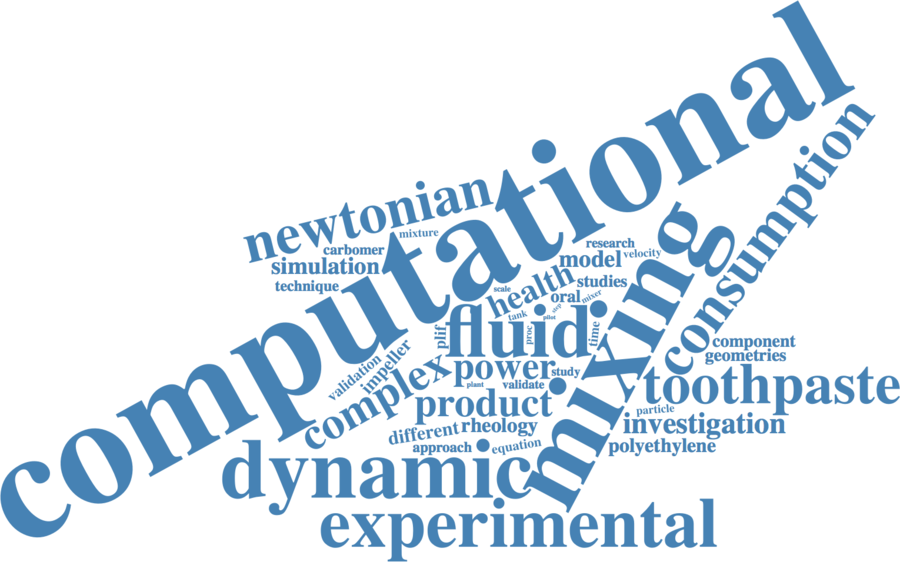 computational
consumption
newtonian
mixing
mixture
research
carbomer
velocity
model
simulation
health
studies
technique
scale
oral
mixer
step
tank
pilot
fluid
plif
proc
time
component
impeller
geometries
validation
complex
power
study
toothpaste
plant
validate
product
particle
investigation
different
rheology
approach
equation
polyethylene
dynamic
experimental